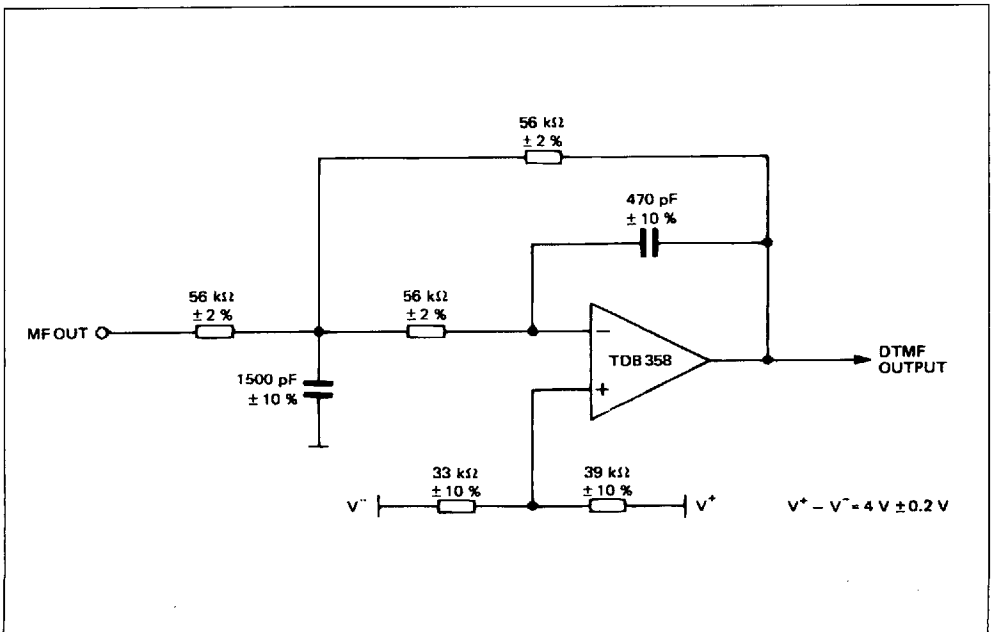 56 kΩ
± 2 %
470 pF
± 10 %
56 kΩ
± 2 %
56 kΩ
± 2 %
MF OUT
1500 pF
± 10 %
TDB 358
−
+
DTMF
OUTPUT
33 kΩ
± 10 %
39 kΩ
± 10 %
V⁻
V⁺
V⁺ − V⁻ = 4 V ± 0.2 V